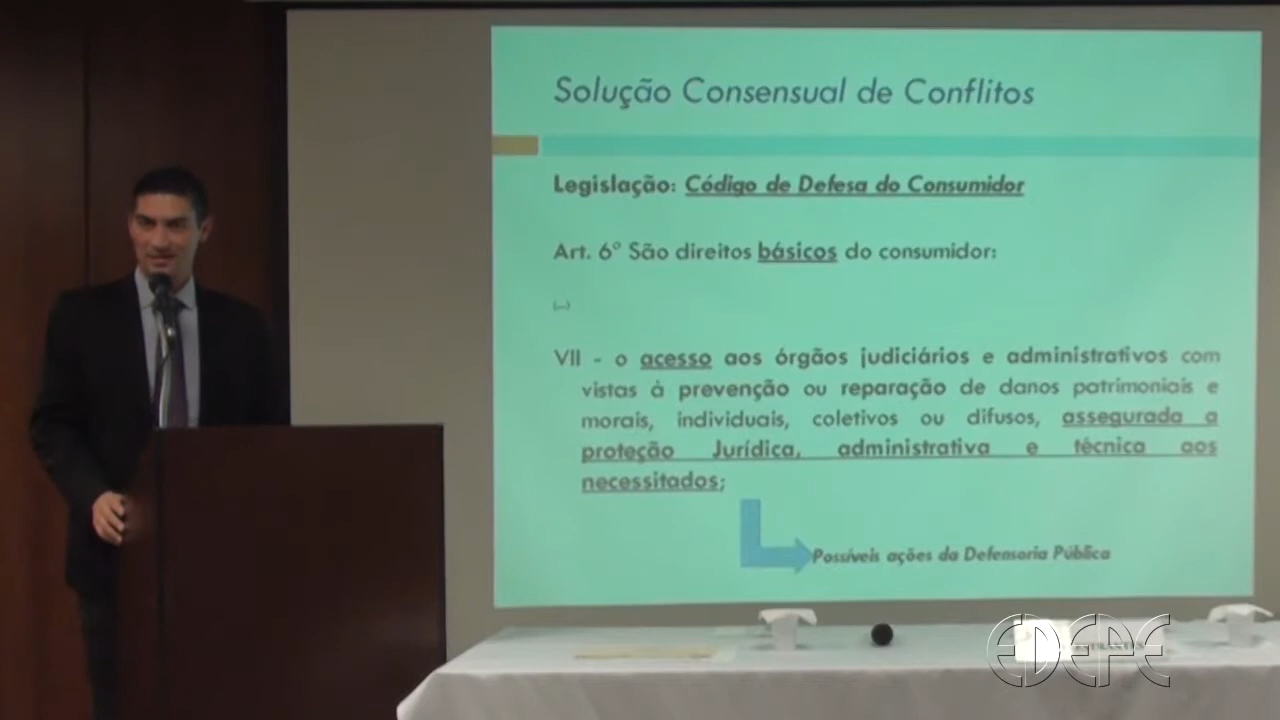 Solução Consensual de Conflitos
Legislação: Código de Defesa do Consumidor
Art. 6º São direitos básicos do consumidor:
(...)
VII - o acesso aos órgãos judiciários e administrativos com
vistas à prevenção ou reparação de danos patrimoniais e
morais, individuais, coletivos ou difusos, assegurada a
proteção Jurídica, administrativa e técnica aos
necessitados;
Possíveis ações da Defensoria Pública
EDEPE